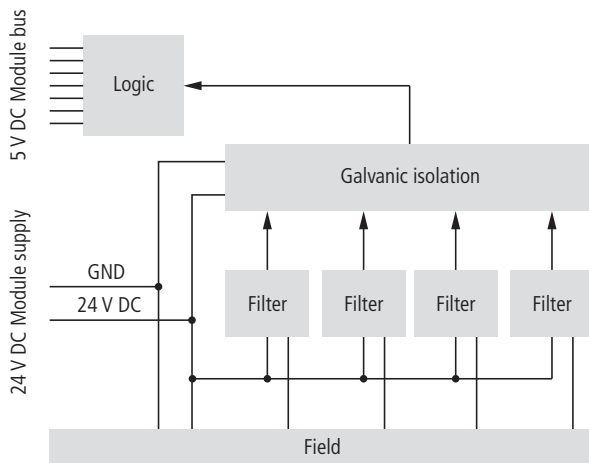 5 V DC Module bus
Logic
Galvanic isolation
24 V DC Module supply
GND
24 V DC
Filter
Filter
Filter
Filter
Field